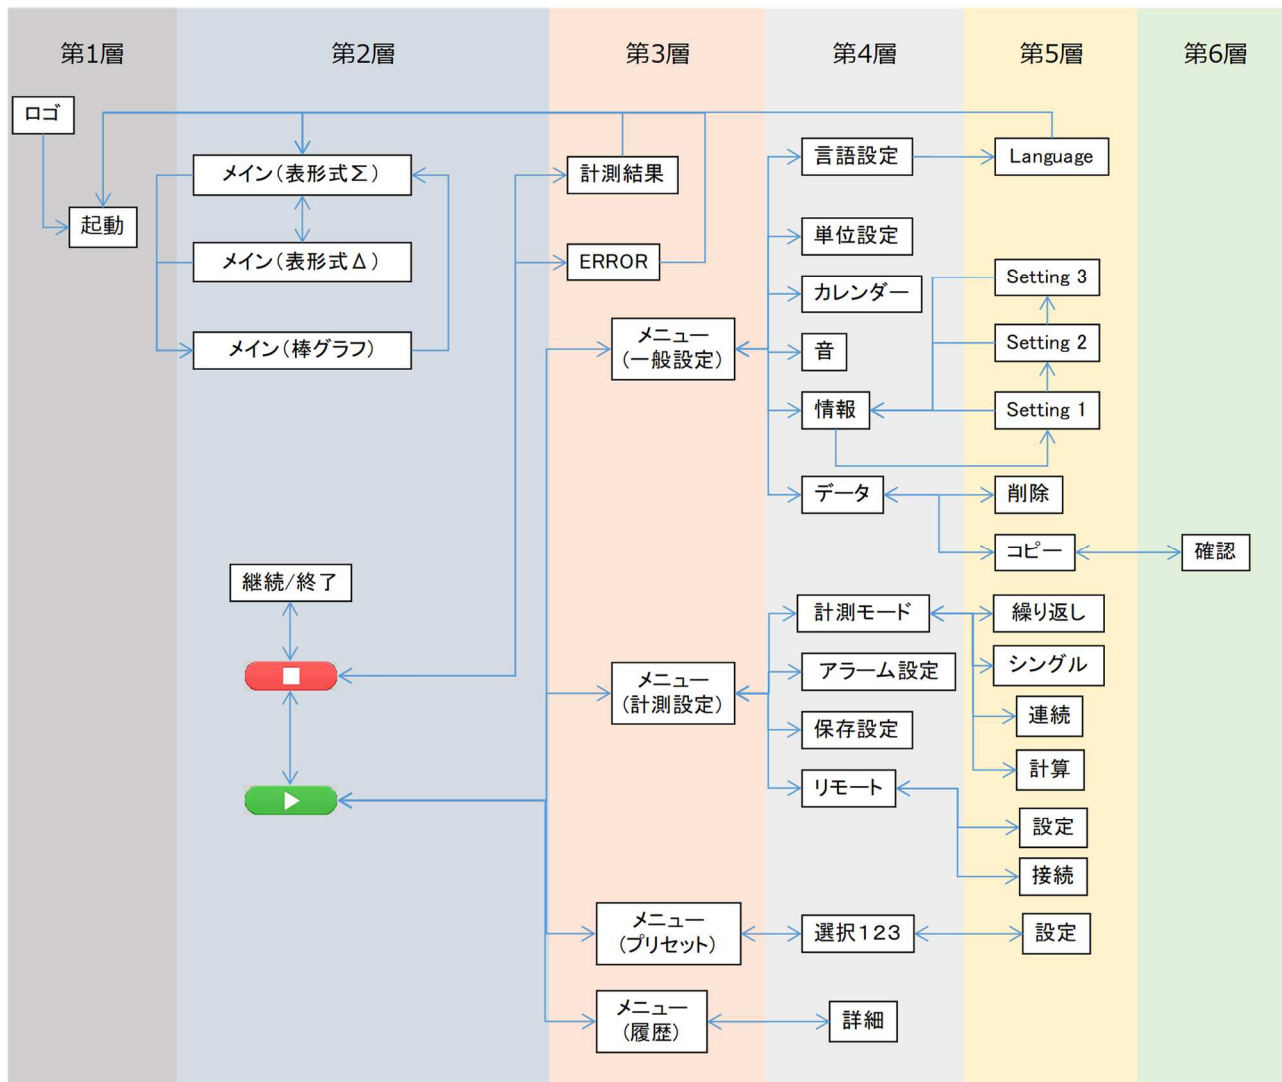 第1層
第2層
第3層
第4層
第5層
第6層
ロゴ
起動
メイン（表形式Σ）
メイン（表形式Δ）
メイン（棒グラフ）
継続/終了
計測結果
ERROR
メニュー
（一般設定）
メニュー
（計測設定）
メニュー
（プリセット）
メニュー
（履歴）
言語設定
単位設定
カレンダー
音
情報
データ
計測モード
アラーム設定
保存設定
リモート
選択123
詳細
Language
Setting 3
Setting 2
Setting 1
削除
コピー
繰り返し
シングル
連続
計算
設定
接続
設定
確認